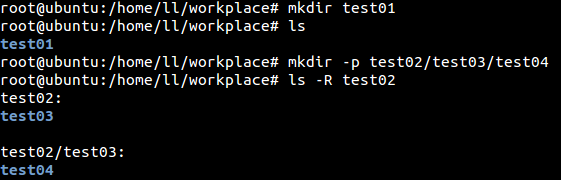 root@ubuntu:/home/ll/workplace# mkdir test01
root@ubuntu:/home/ll/workplace# ls
test01
root@ubuntu:/home/ll/workplace# mkdir -p test02/test03/test04
root@ubuntu:/home/ll/workplace# ls -R test02
test02:
test03

test02/test03:
test04